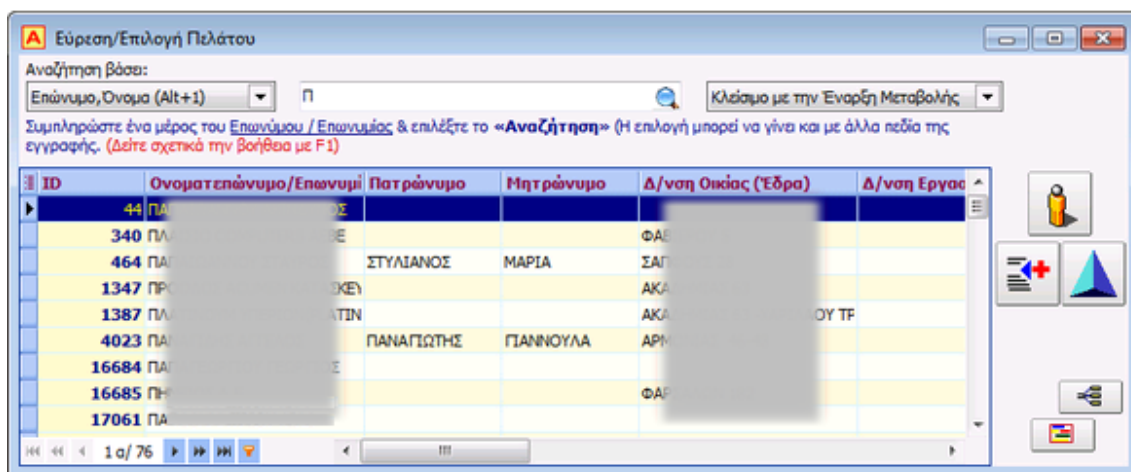 Εύρεση/Επιλογή Πελάτου
Αναζήτηση βάσει:
Επώνυμο,Όνομα (Alt+1) Π Κλείσιμο με την Έναρξη Μεταβολής
Συμπληρώστε ένα μέρος του Επωνύμου / Επωνυμίας & επιλέξτε το «Αναζήτηση» (Η επιλογή μπορεί να γίνει και με άλλα πεδία της
εγγραφής. (Δείτε σχετικά την βοήθεια με F1)
ID Ονοματεπώνυμο/Επωνυμί Πατρώνυμο Μητρώνυμο Δ/νση Οικίας (Έδρα) Δ/νση Εργασ
44
340
464 ΣΤΥΛΙΑΝΟΣ ΜΑΡΙΑ
1347
1387
4023 ΠΑΝΑΓΙΩΤΗΣ ΓΙΑΝΝΟΥΛΑ
16684
16685
17061
1 α/ 76